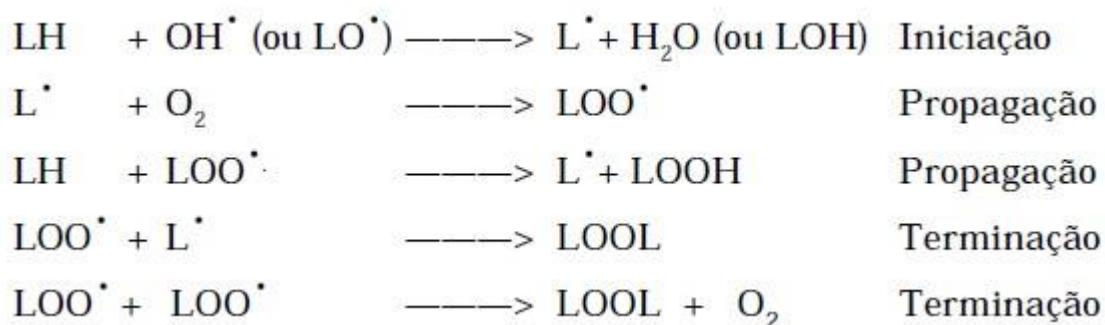 LH + OH• (ou LO•) ———> L• + H₂O (ou LOH) Iniciação
L• + O₂ ———> LOO• Propagação
LH + LOO• ———> L• + LOOH Propagação
LOO• + L• ———> LOOL Terminação
LOO• + LOO• ———> LOOL + O₂ Terminação